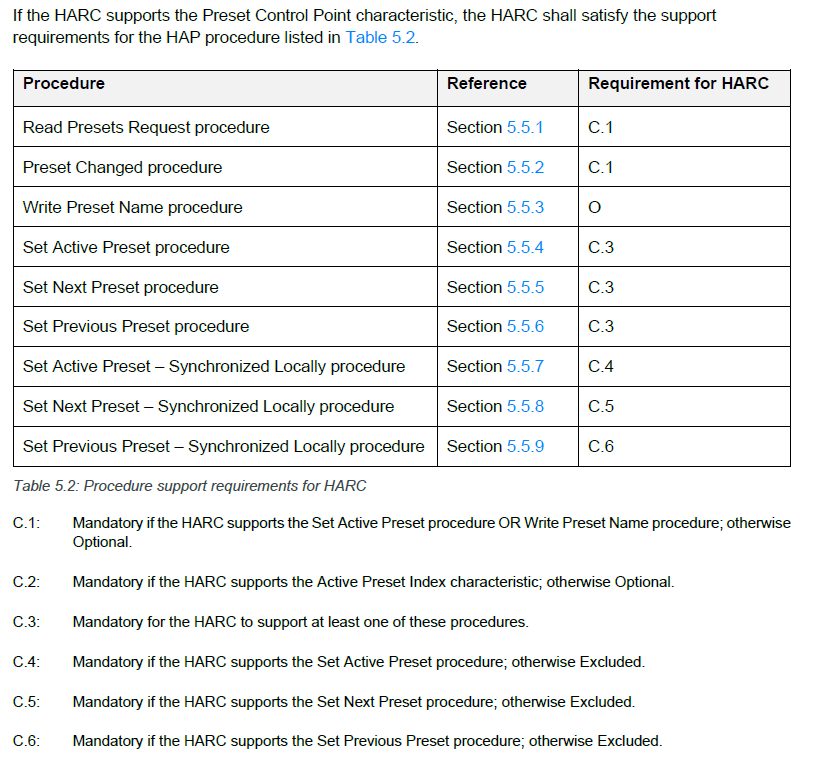 If the HARC supports the Preset Control Point characteristic, the HARC shall satisfy the support
requirements for the HAP procedure listed in Table 5.2.
Procedure Reference Requirement for HARC
Read Presets Request procedure Section 5.5.1 C.1
Preset Changed procedure Section 5.5.2 C.1
Write Preset Name procedure Section 5.5.3 O
Set Active Preset procedure Section 5.5.4 C.3
Set Next Preset procedure Section 5.5.5 C.3
Set Previous Preset procedure Section 5.5.6 C.3
Set Active Preset – Synchronized Locally procedure Section 5.5.7 C.4
Set Next Preset – Synchronized Locally procedure Section 5.5.8 C.5
Set Previous Preset – Synchronized Locally procedure Section 5.5.9 C.6
Table 5.2: Procedure support requirements for HARC
C.1: Mandatory if the HARC supports the Set Active Preset procedure OR Write Preset Name procedure; otherwise
Optional.
C.2: Mandatory if the HARC supports the Active Preset Index characteristic; otherwise Optional.
C.3: Mandatory for the HARC to support at least one of these procedures.
C.4: Mandatory if the HARC supports the Set Active Preset procedure; otherwise Excluded.
C.5: Mandatory if the HARC supports the Set Next Preset procedure; otherwise Excluded.
C.6: Mandatory if the HARC supports the Set Previous Preset procedure; otherwise Excluded.